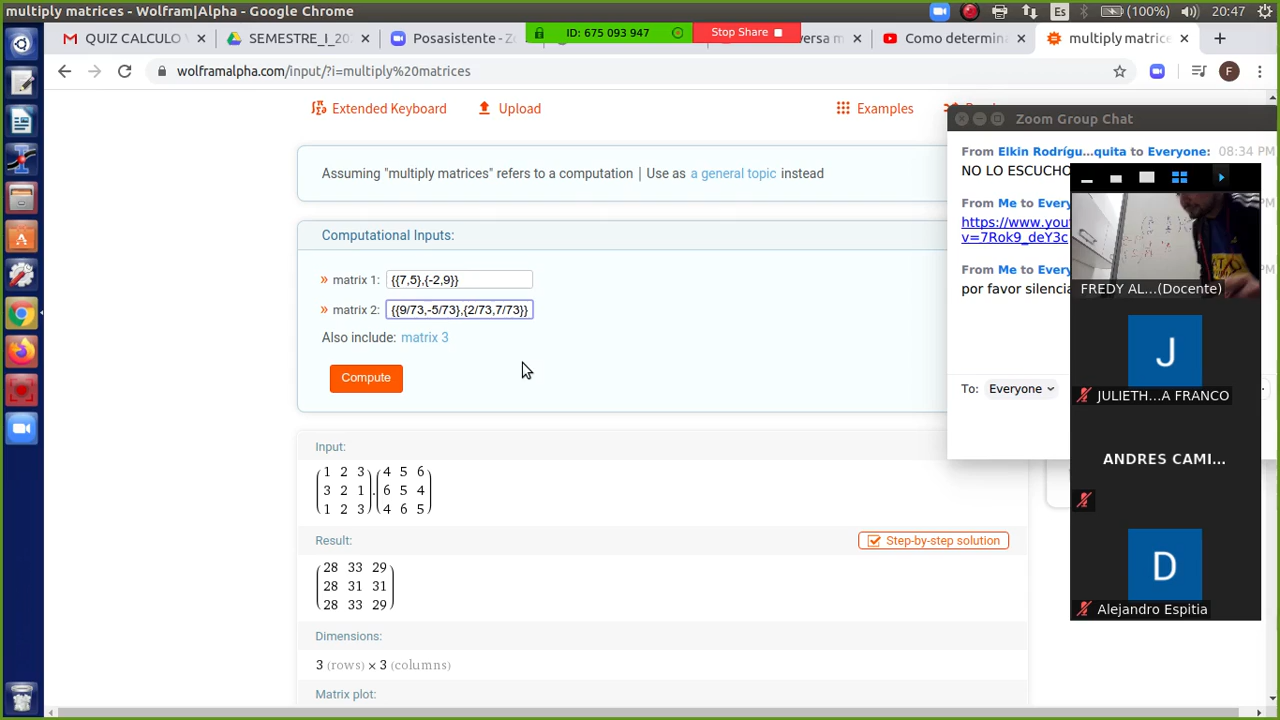 multiply matrices - Wolfram|Alpha - Google Chrome
Es
(100%)
20:47
QUIZ CALCULO V
SEMESTRE_I_20
Posasistente - Ze
ID: 675 093 947
Stop Share
versa m
Como determina
multiply matrice
wolframalpha.com/input/?i=multiply%20matrices
F
Extended Keyboard
Upload
Examples
Assuming "multiply matrices" refers to a computation | Use as a general topic instead
Computational Inputs:
» matrix 1: {{7,5},{-2,9}}
» matrix 2: {{9/73,-5/73},{2/73,7/73}}
Also include: matrix 3
Compute
Input:
1 2 3 4 5 6
3 2 1 . 6 5 4
1 2 3 4 6 5
Result:
Step-by-step solution
28 33 29
28 31 31
28 33 29
Dimensions:
3 (rows) × 3 (columns)
Matrix plot:
Zoom Group Chat
From Elkin Rodrígu...quita to Everyone: 08:34 PM
NO LO ESCUCHO
From Me to Every
PM
https://www.you
v=7Rok9_deY3c
From Me to Every
PM
por favor silencia
To: Everyone
FREDY AL...(Docente)
J
JULIETH...A FRANCO
ANDRES CAMI...
D
Alejandro Espitia